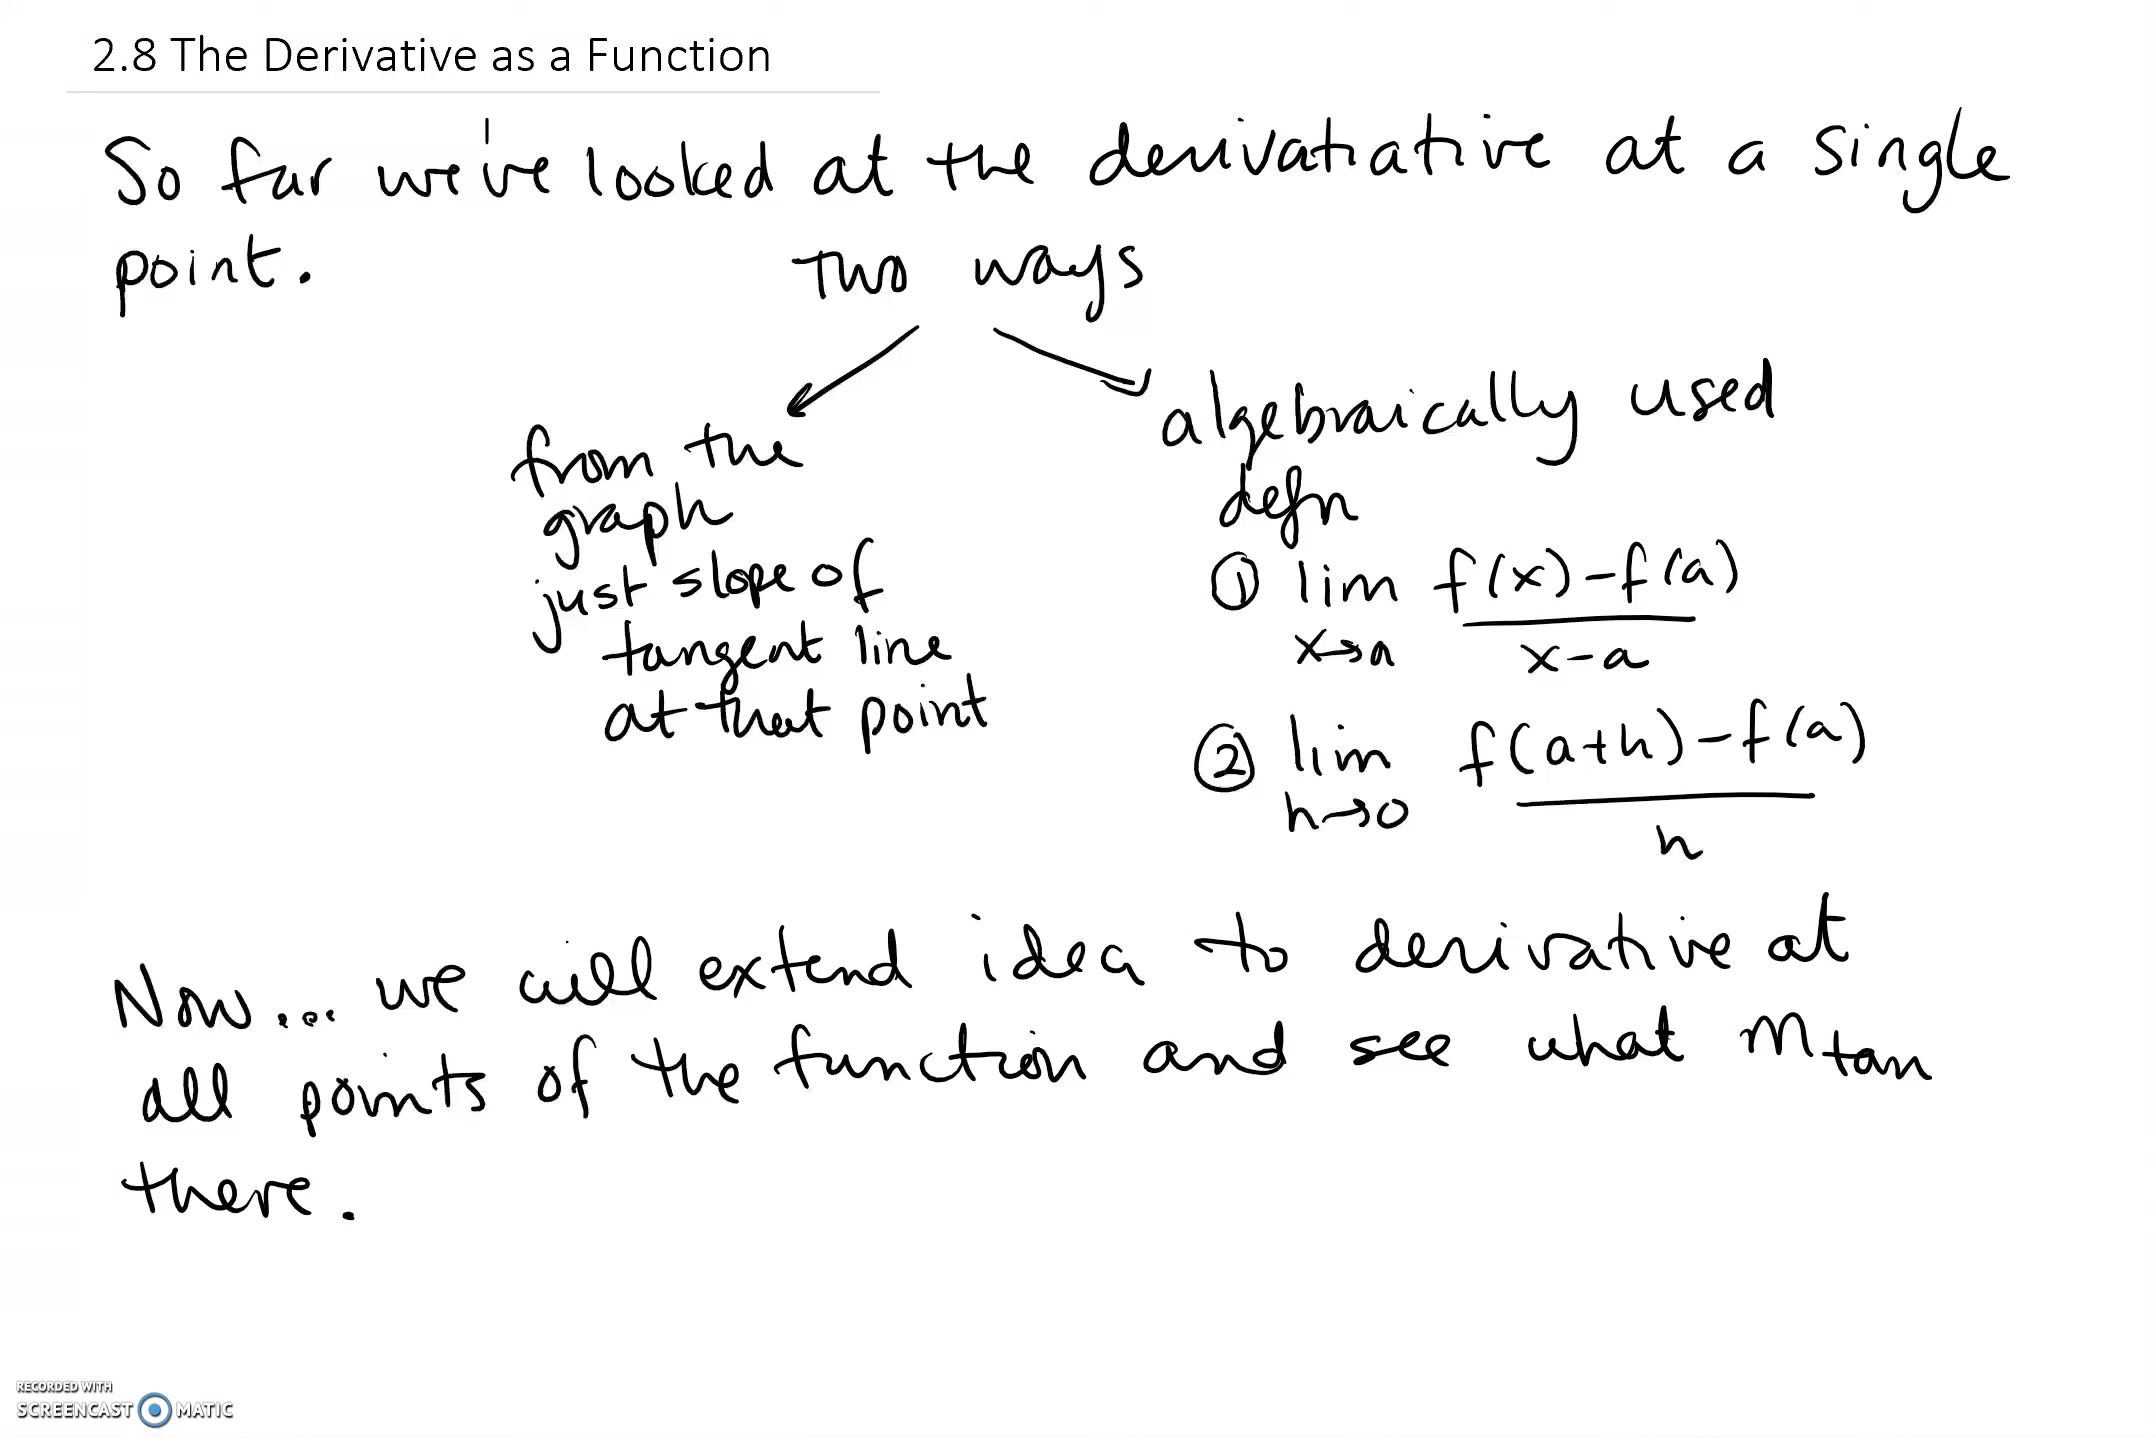 2.8 The Derivative as a Function
So far we've looked at the derivatiative at a single
point.
Two ways
from the
graph
just slope of
tangent line
at that point
algebraically used
defn
① lim f(x)-f(a)
x→a x-a
② lim f(a+h)-f(a)
h→0 h
Now... we will extend idea to derivative at
all points of the function and see what m tan
there.
RECORDED WITH
SCREENCAST MATIC